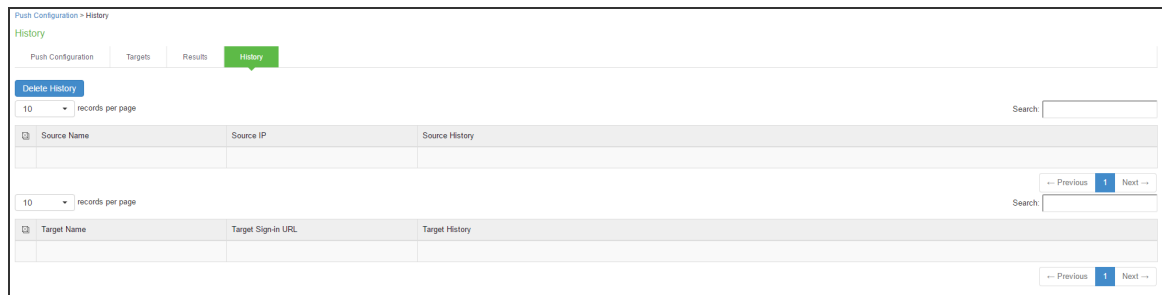 Push Configuration > History
History
Push Configuration Targets Results History
Delete History
10 records per page Search:
Source Name Source IP Source History
← Previous 1 Next →
10 records per page Search:
Target Name Target Sign-in URL Target History
← Previous 1 Next →